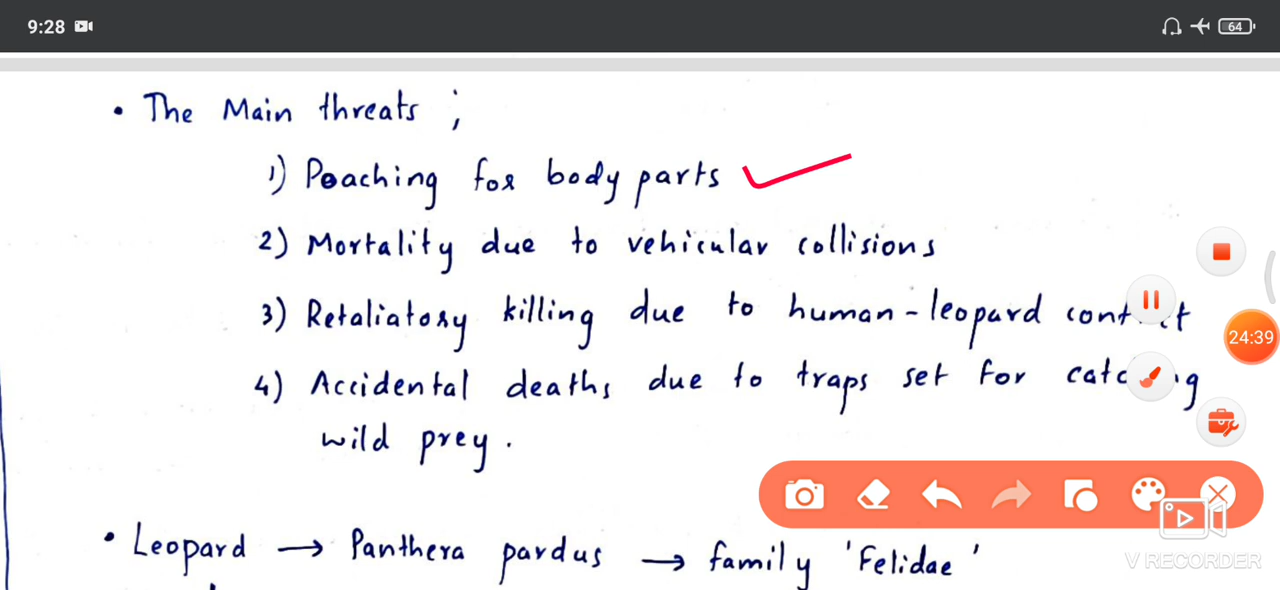 9:28
64
• The Main threats ;
1) Poaching for body parts
2) Mortality due to vehicular collisions
3) Retaliatory killing due to human-leopard
24:39
4) Accidental deaths due to traps set for
wild prey.
• Leopard → Panthera pardus → family 'Felidae'
V RECORDER